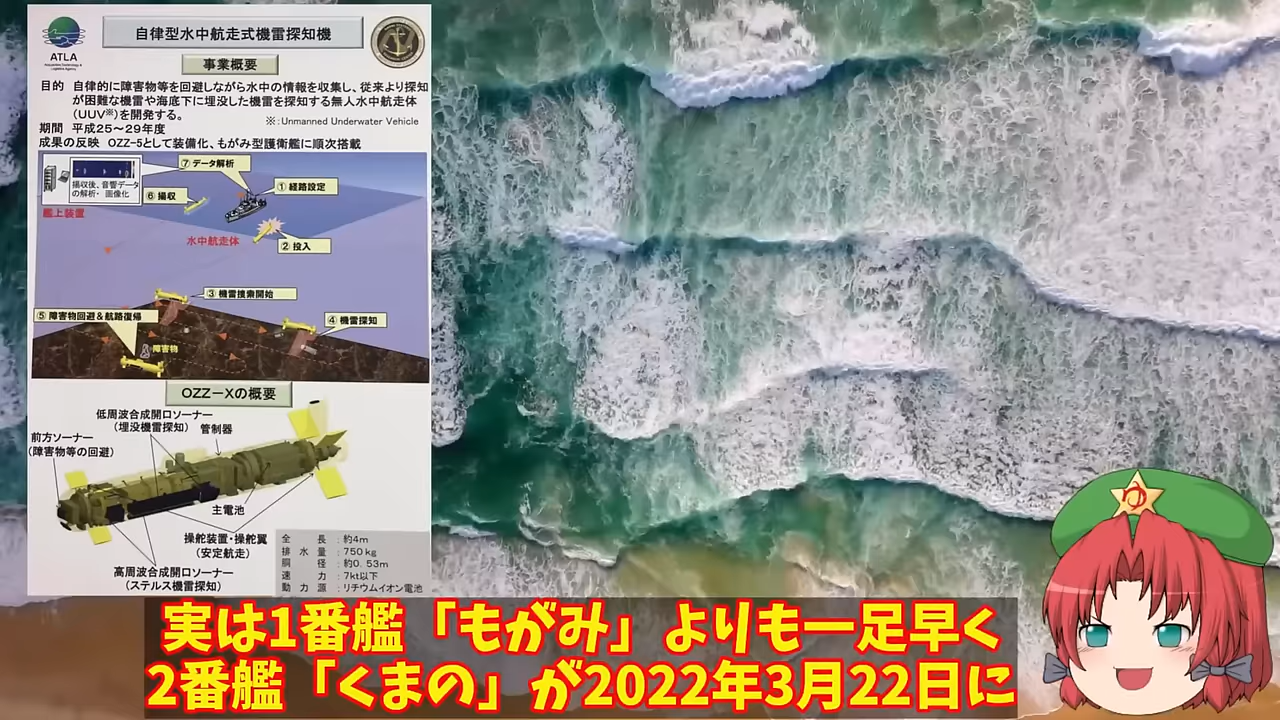 ATLA
自律型水中航走式機雷探知機
事業概要
目的 自律的に障害物等を回避しながら水中の情報を収集し、従来より探知
が困難な機雷や海底下に埋没した機雷を探知する無人水中航走体
(UUV※)を開発する。
※:Unmanned Underwater Vehicle
期間 平成25～29年度
成果の反映 OZZ-5として装備化、もがみ型護衛艦に順次搭載
⑦データ解析
揚収後、音響データ
の解析・画像化
①経路設定
⑥揚収
艦上装置
水中航走体
②投入
③機雷捜索開始
⑤障害物回避&航路復帰
④機雷探知
障害物
OZZ-Xの概要
低周波合成開口ソーナー
(埋没機雷探知)
管制器
前方ソーナー
(障害物等の回避)
主電池
操舵装置・操舵翼
(安定航走)
高周波合成開口ソーナー
(ステルス機雷探知)
全長:約4m
排水量:750kg
胴径:約0.53m
速力:7kt以下
動力源:リチウムイオン電池
実は1番艦「もがみ」よりも一足早く
2番艦「くまの」が2022年3月22日に